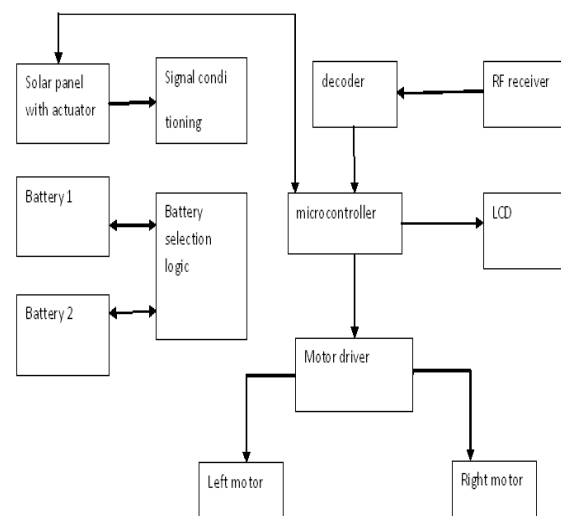 Solar panel
with actuator
Signal condi
tioning
decoder
RF receiver
Battery 1
Battery
selection
logic
microcontroller
LCD
Battery 2
Motor driver
Left motor
Right motor